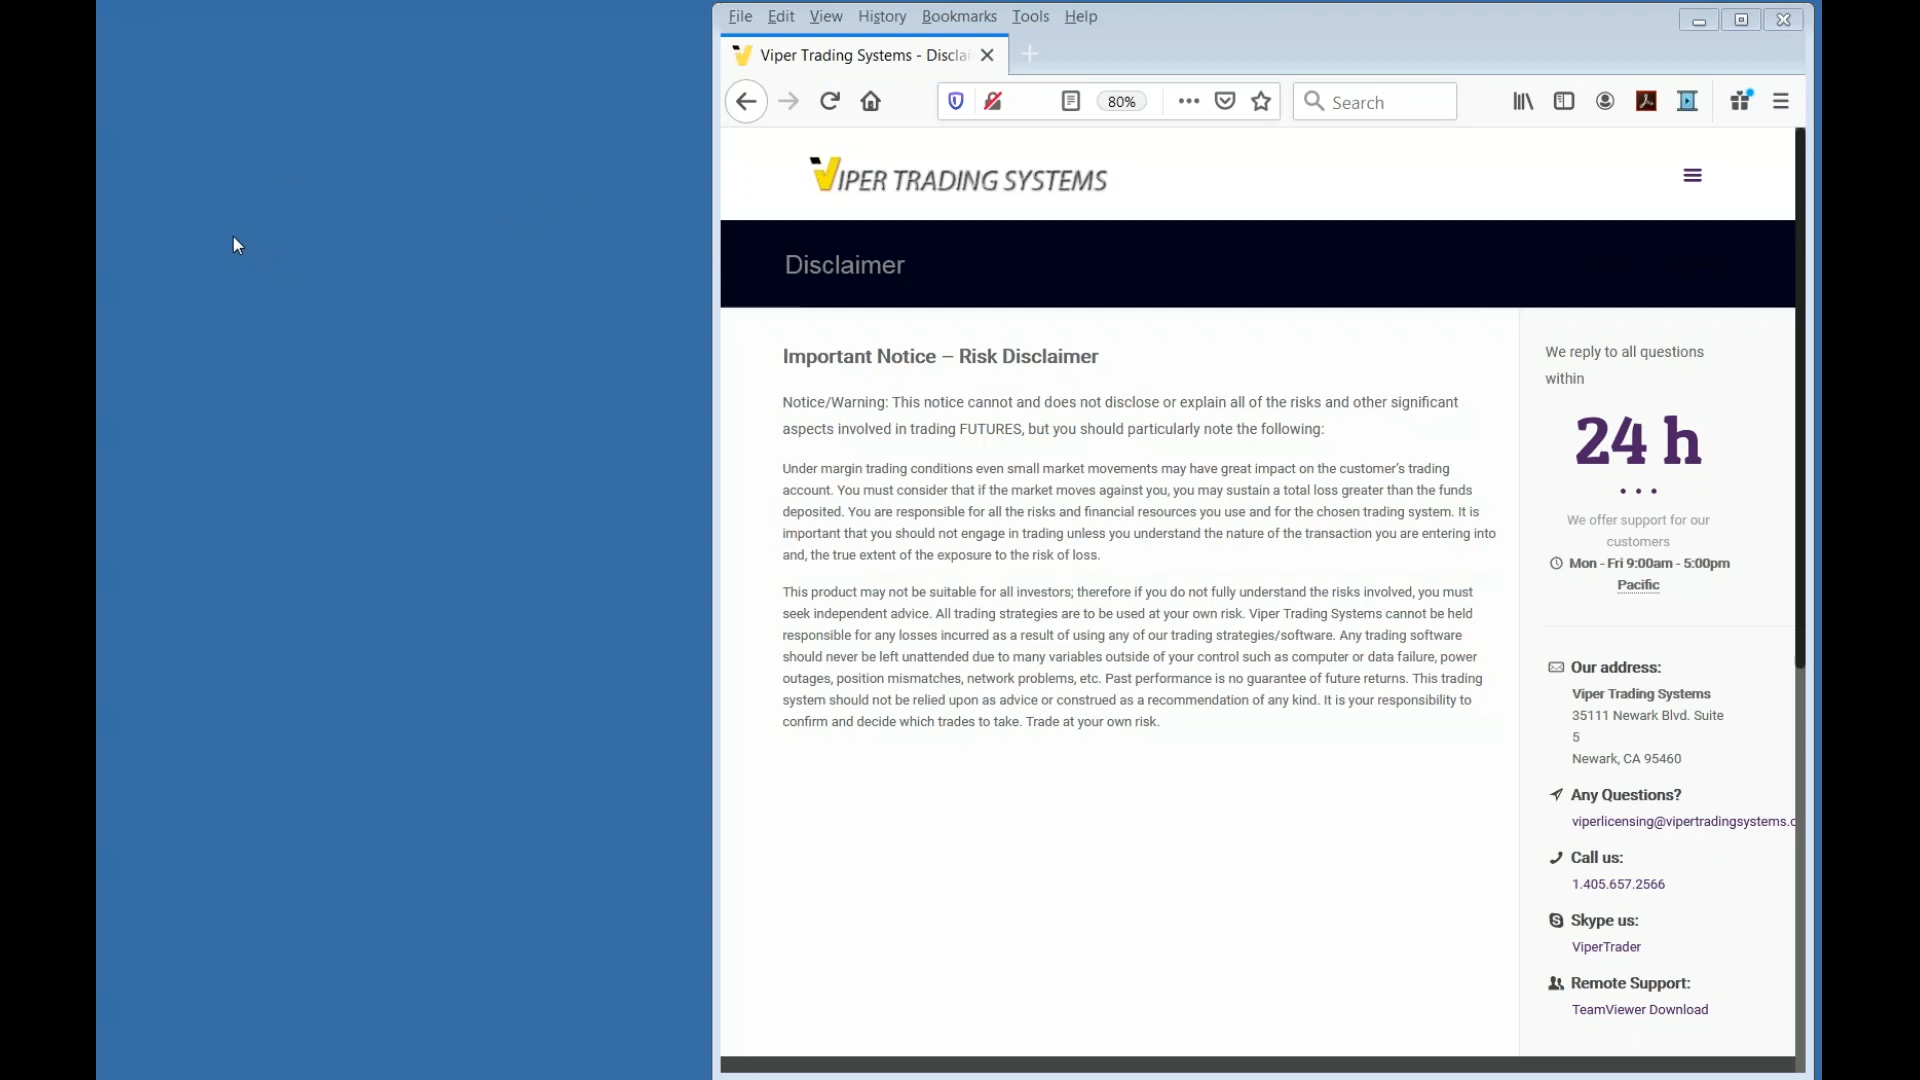 File Edit View History Bookmarks Tools Help
Viper Trading Systems - Disclai
80%
Search
VIPER TRADING SYSTEMS
Disclaimer
Important Notice – Risk Disclaimer
Notice/Warning: This notice cannot and does not disclose or explain all of the risks and other significant
aspects involved in trading FUTURES, but you should particularly note the following:
Under margin trading conditions even small market movements may have great impact on the customer's trading
account. You must consider that if the market moves against you, you may sustain a total loss greater than the funds
deposited. You are responsible for all the risks and financial resources you use and for the chosen trading system. It is
important that you should not engage in trading unless you understand the nature of the transaction you are entering into
and, the true extent of the exposure to the risk of loss.
This product may not be suitable for all investors; therefore if you do not fully understand the risks involved, you must
seek independent advice. All trading strategies are to be used at your own risk. Viper Trading Systems cannot be held
responsible for any losses incurred as a result of using any of our trading strategies/software. Any trading software
should never be left unattended due to many variables outside of your control such as computer or data failure, power
outages, position mismatches, network problems, etc. Past performance is no guarantee of future returns. This trading
system should not be relied upon as advice or construed as a recommendation of any kind. It is your responsibility to
confirm and decide which trades to take. Trade at your own risk.
We reply to all questions
within
24 h
We offer support for our
customers
Mon - Fri 9:00am - 5:00pm
Pacific
Our address:
Viper Trading Systems
35111 Newark Blvd. Suite
5
Newark, CA 95460
Any Questions?
viperlicensing@vipertradingsystems.c
Call us:
1.405.657.2566
Skype us:
ViperTrader
Remote Support:
TeamViewer Download